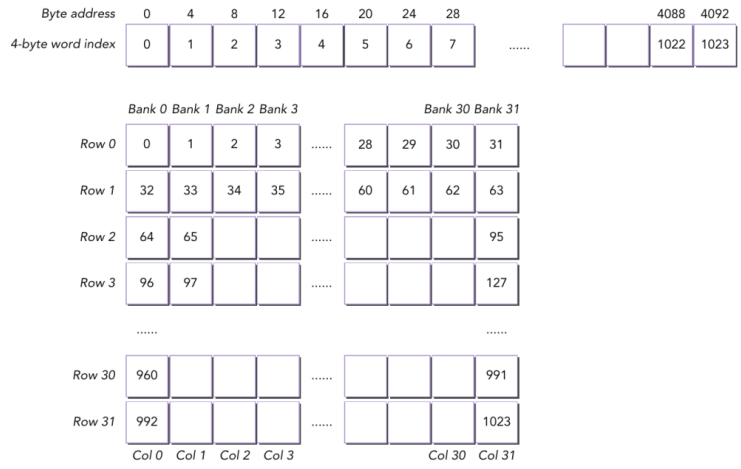 Byte address 0 4 8 12 16 20 24 28 4088 4092
4-byte word index 0 1 2 3 4 5 6 7 ...... 1022 1023
Bank 0 Bank 1 Bank 2 Bank 3 Bank 30 Bank 31
Row 0 0 1 2 3 ...... 28 29 30 31
Row 1 32 33 34 35 ...... 60 61 62 63
Row 2 64 65 ...... 95
Row 3 96 97 ...... 127
...... ......
Row 30 960 ...... 991
Row 31 992 ...... 1023
Col 0 Col 1 Col 2 Col 3 Col 30 Col 31